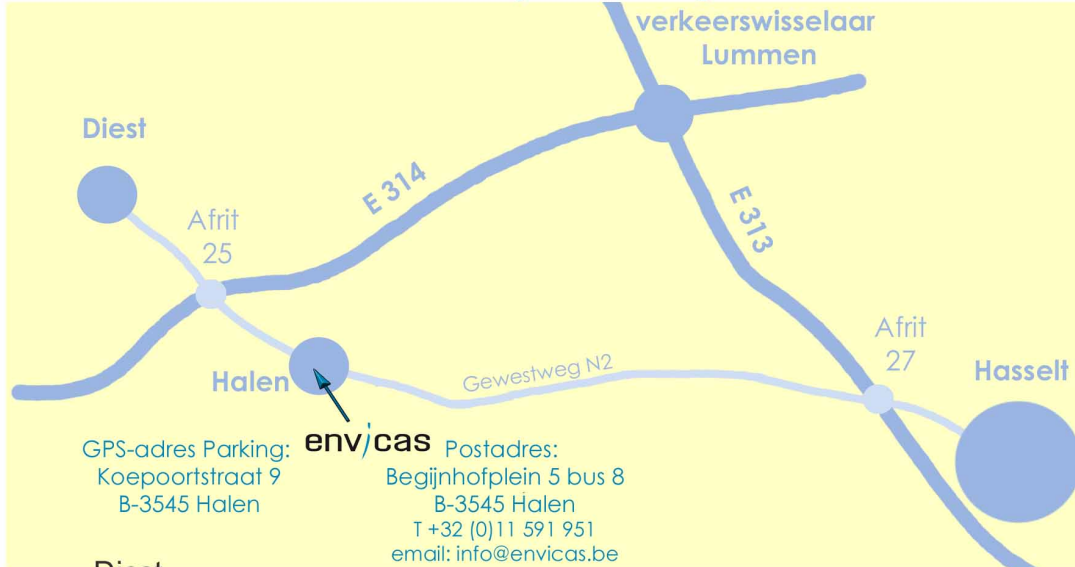 verkeerswisselaar
Lummen
Diest
E 314
Afrit
25
E 313
Afrit
27
Hasselt
Gewestweg N2
Halen
envicas
GPS-adres Parking:
Koepoortstraat 9
B-3545 Halen
Postadres:
Begijnhofplein 5 bus 8
B-3545 Halen
T +32 (0)11 591 951
email: info@envicas.be
Diest